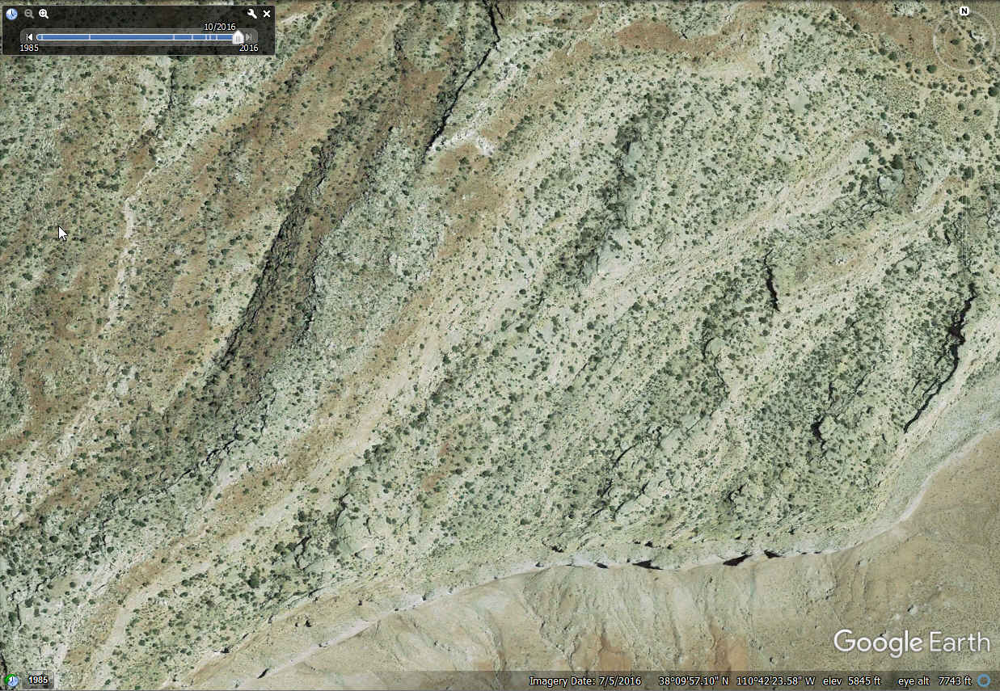 10/2016
1985
2016
N
Google Earth
1985
Imagery Date: 7/5/2016 38°09'57.10" N 110°42'23.58" W elev 5845 ft eye alt 7743 ft